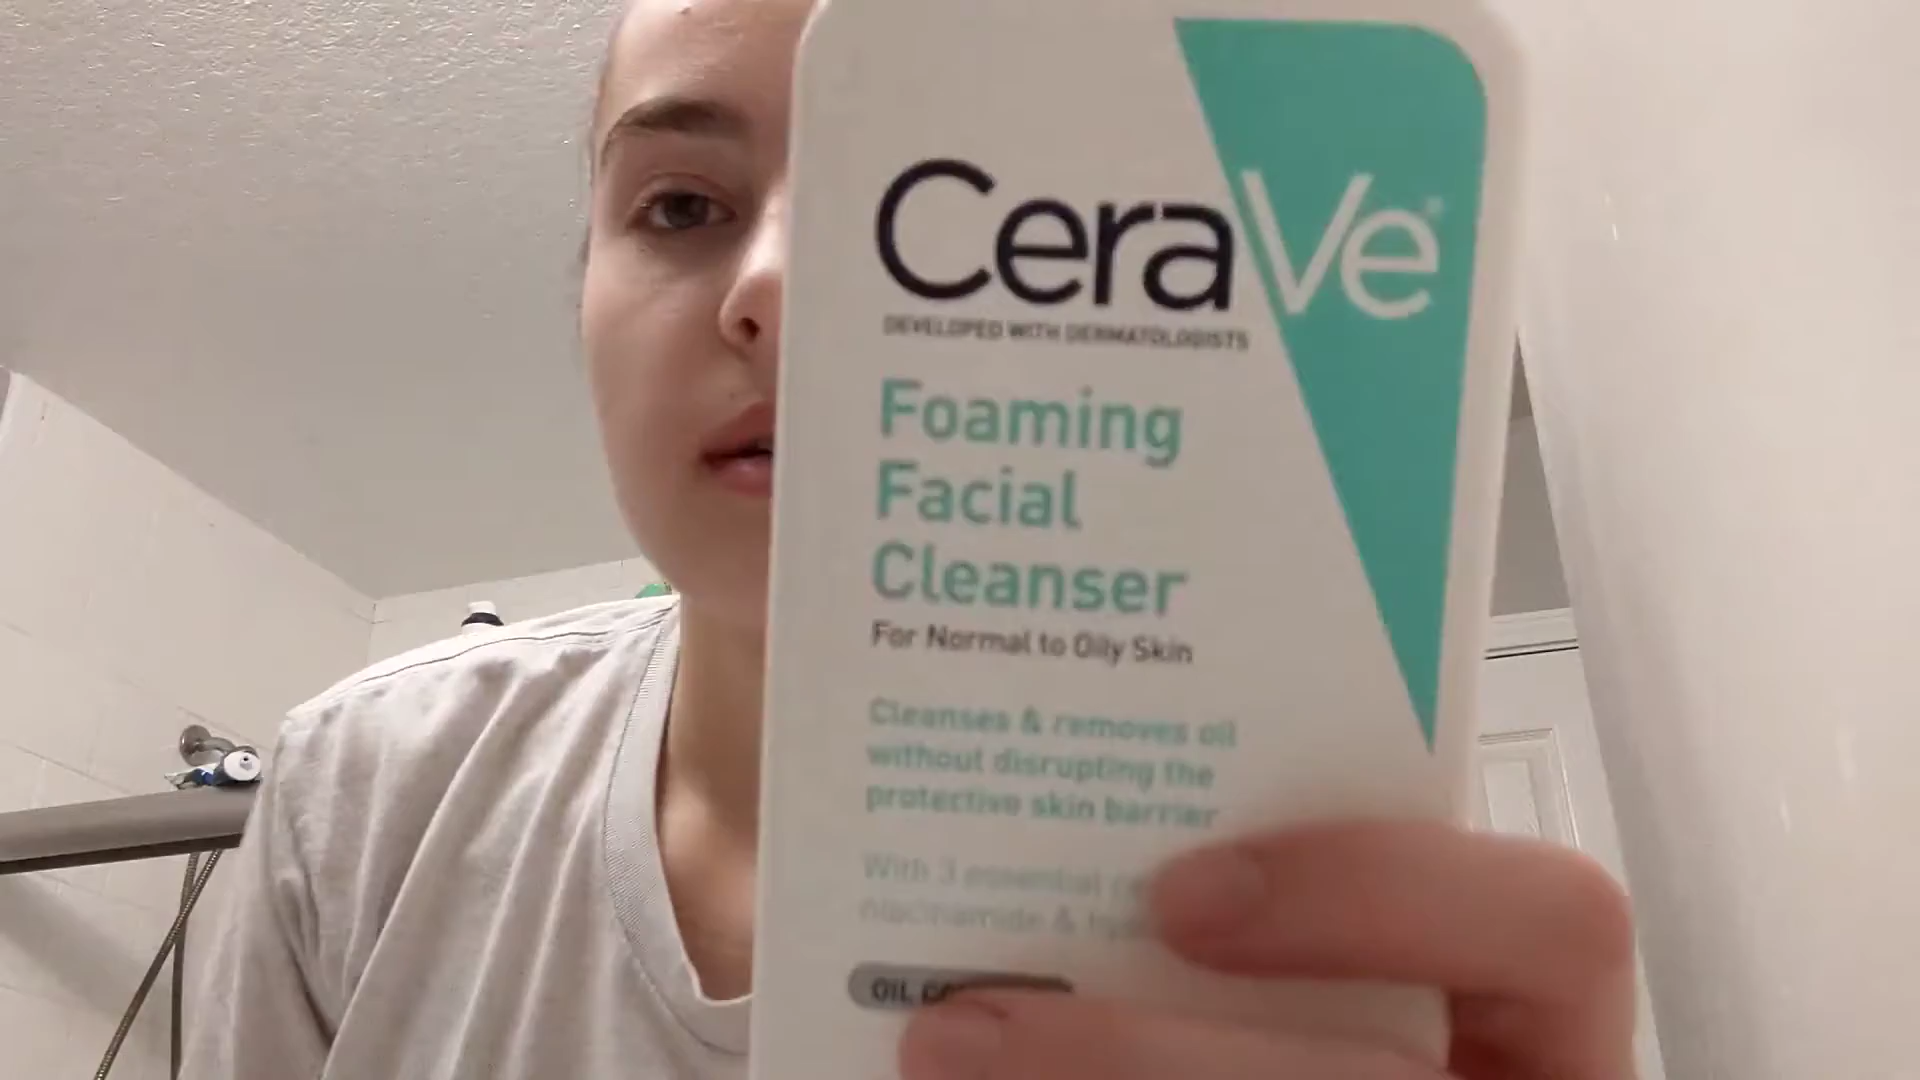 CeraVe
DEVELOPED WITH DERMATOLOGISTS
Foaming
Facial
Cleanser
For Normal to Oily Skin
Cleanses & removes oil
without disrupting the
protective skin barrier
With 3 essential
niacinamide &
OIL